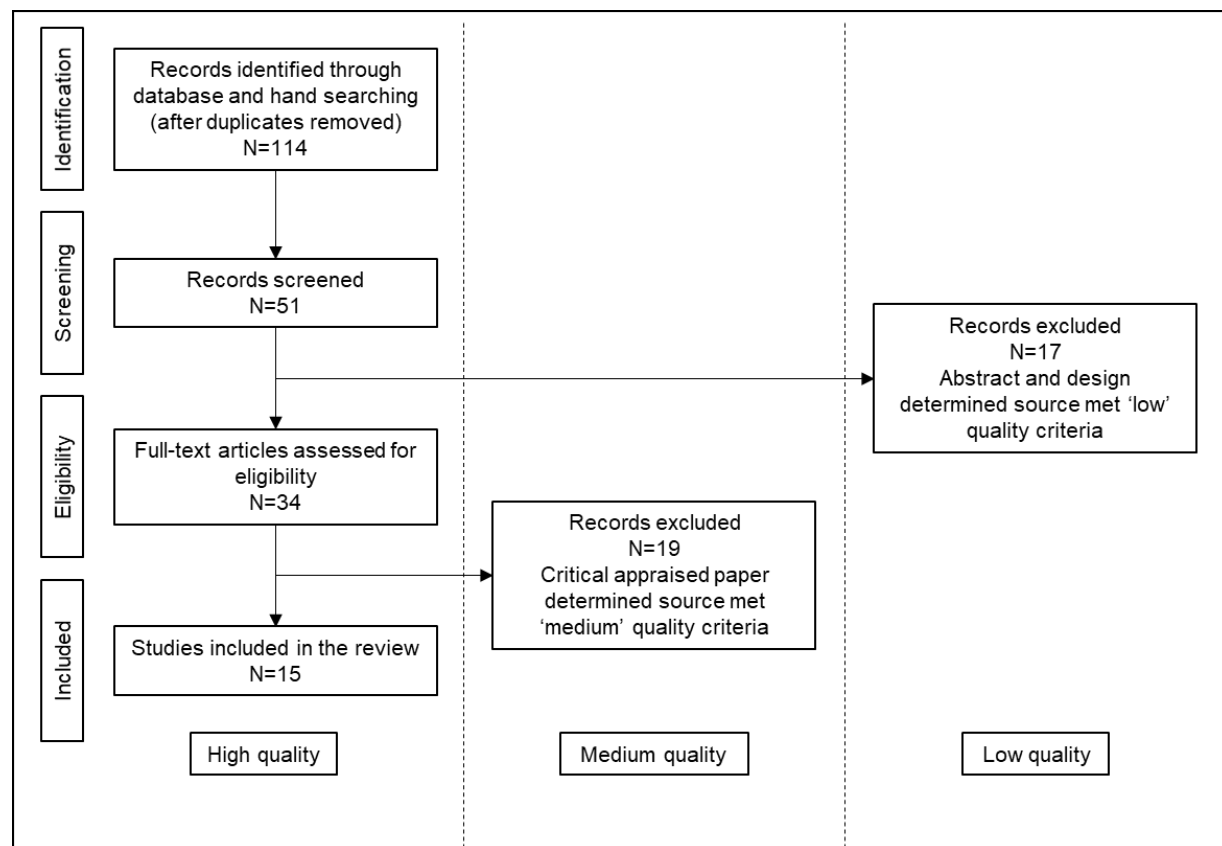 Identification
Records identified through
database and hand searching
(after duplicates removed)
N=114
Screening
Records screened
N=51
Records excluded
N=17
Abstract and design
determined source met ‘low’
quality criteria
Eligibility
Full-text articles assessed for
eligibility
N=34
Records excluded
N=19
Critical appraised paper
determined source met
‘medium’ quality criteria
Included
Studies included in the review
N=15
High quality
Medium quality
Low quality